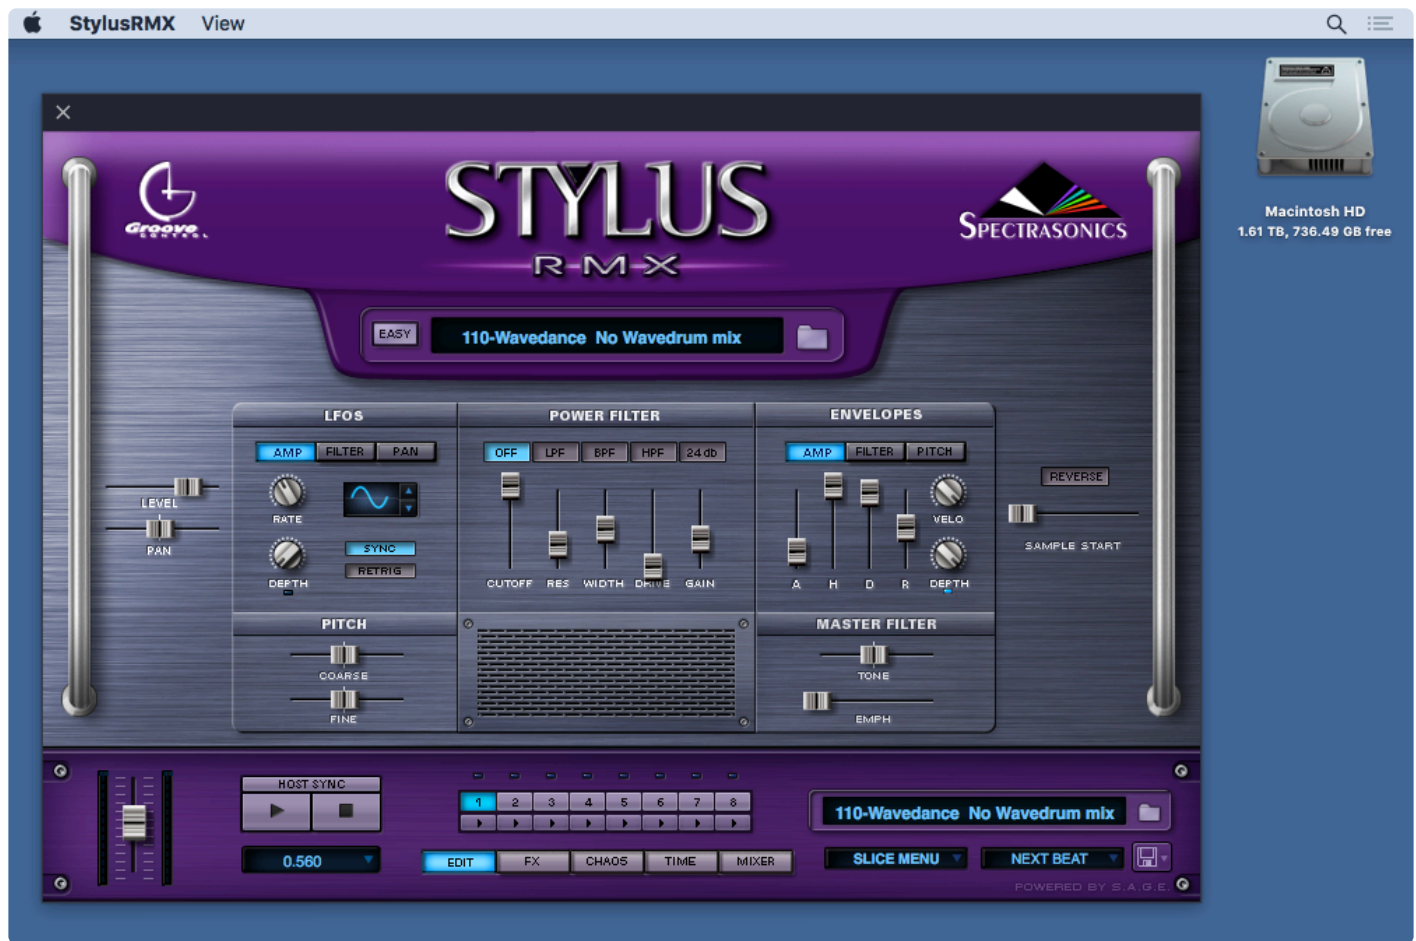 StylusRMX View
Macintosh HD
1.61 TB, 736.49 GB free
Groove
CONTROL
STYLUS
RMX
SPECTRASONICS
EASY
110-Wavedance No Wavedrum mix
LFOS
AMP FILTER PAN
RATE
SYNC
RETRIG
DEPTH
POWER FILTER
OFF LPF BPF HPF 24db
CUTOFF RES WIDTH DRIVE GAIN
ENVELOPES
AMP FILTER PITCH
VELO
A H D R DEPTH
LEVEL
PAN
REVERSE
SAMPLE START
PITCH
COARSE
FINE
MASTER FILTER
TONE
EMPH
HOST SYNC
0.560
1 2 3 4 5 6 7 8
EDIT FX CHAOS TIME MIXER
110-Wavedance No Wavedrum mix
SLICE MENU NEXT BEAT
POWERED BY S.A.G.E.